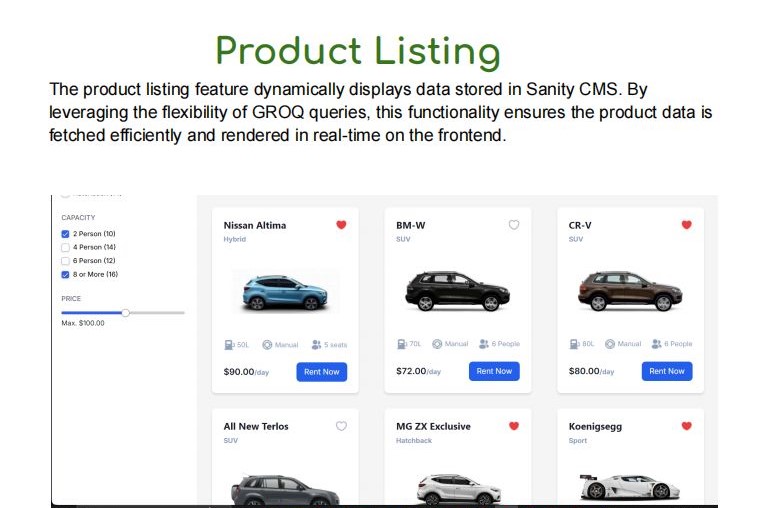 Product Listing
The product listing feature dynamically displays data stored in Sanity CMS. By
leveraging the flexibility of GROQ queries, this functionality ensures the product data is
fetched efficiently and rendered in real-time on the frontend.
CAPACITY
2 Person (10)
4 Person (14)
6 Person (12)
8 or More (16)
PRICE
Max. $100.00
Nissan Altima
Hybrid
50L Manual 5 seats
$90.00/day Rent Now
BM-W
SUV
70L Manual 6 People
$72.00/day Rent Now
CR-V
SUV
80L Manual 6 People
$80.00/day Rent Now
All New Terlos
SUV
MG ZX Exclusive
Hatchback
Koenigsegg
Sport